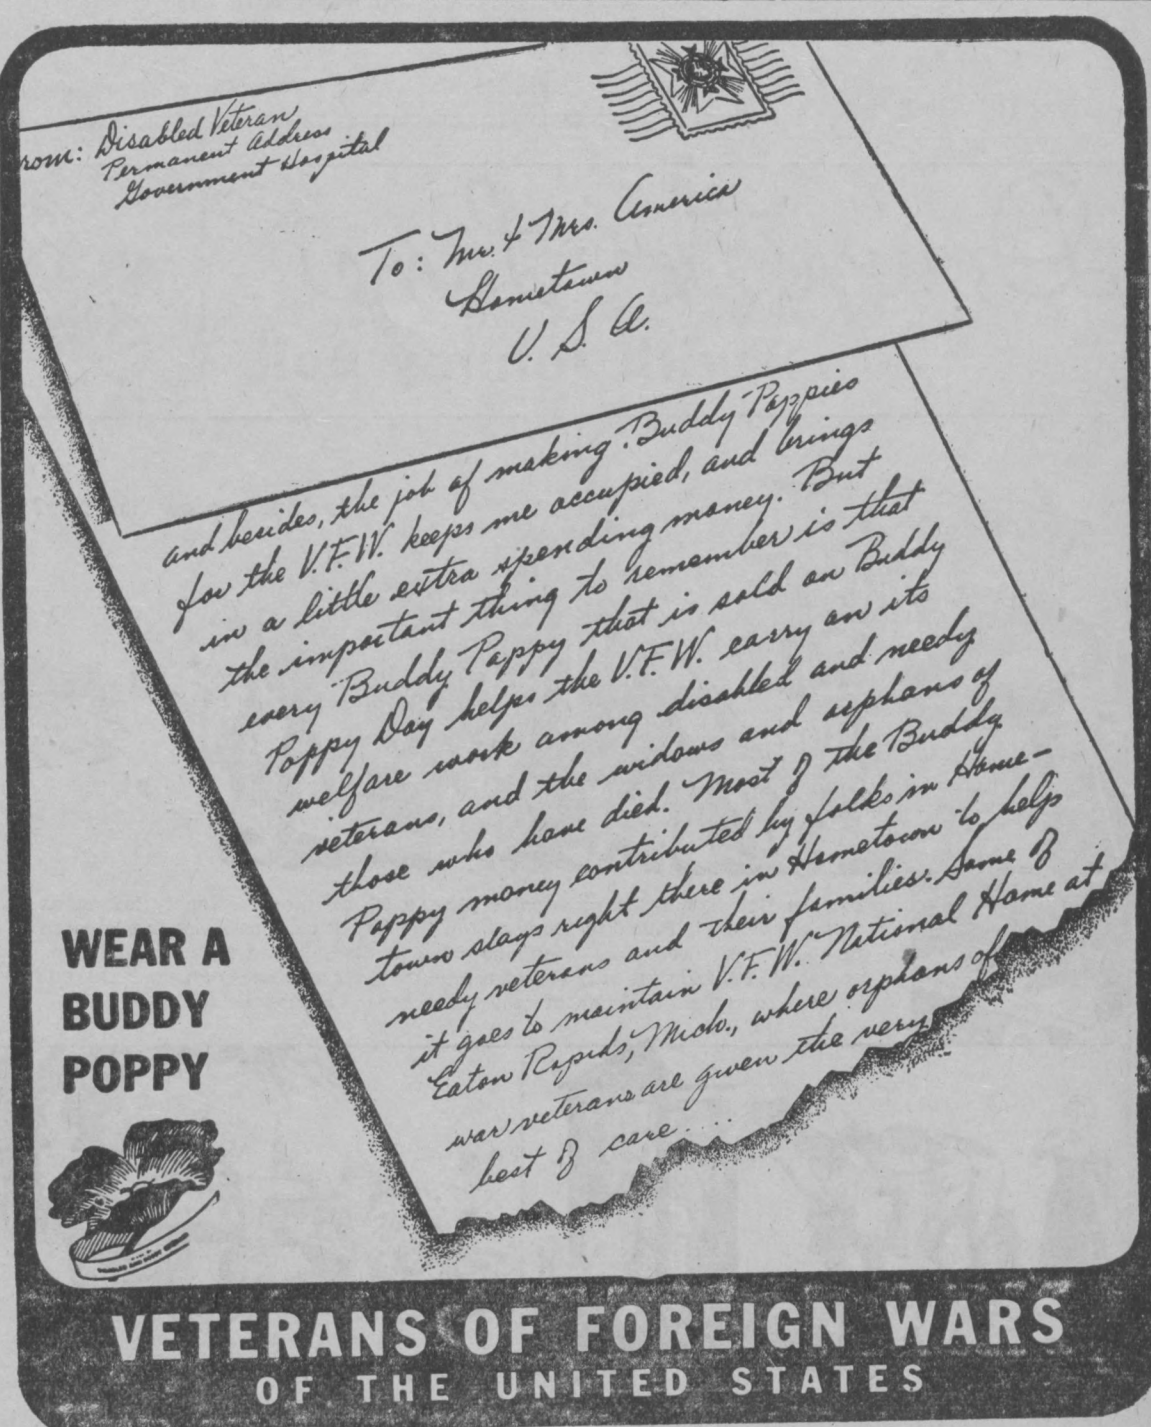 rom: Disabled Veteran
Permanent Address
Government Hospital
To: Mr. & Mrs. America
Hometown
U. S. A.
and besides, the job of making "Buddy" Poppies
for the V.F.W. keeps me occupied, and brings
in a little extra spending money. But
the important thing to remember is that
every "Buddy" Poppy that is sold on Buddy
Poppy Day helps the V.F.W. carry on its
welfare work among disabled and needy
veterans, and the widows and orphans of
those who have died. Most of the Buddy
Poppy money contributed by folks in Home-
town stays right there in Hometown to help
needy veterans and their families. Some of
it goes to maintain V.F.W. National Home at
Eaton Rapids, Mich., where orphans of
war veterans are given the very
best of care....
WEAR A
BUDDY
POPPY
VETERANS OF FOREIGN WARS
OF THE UNITED STATES